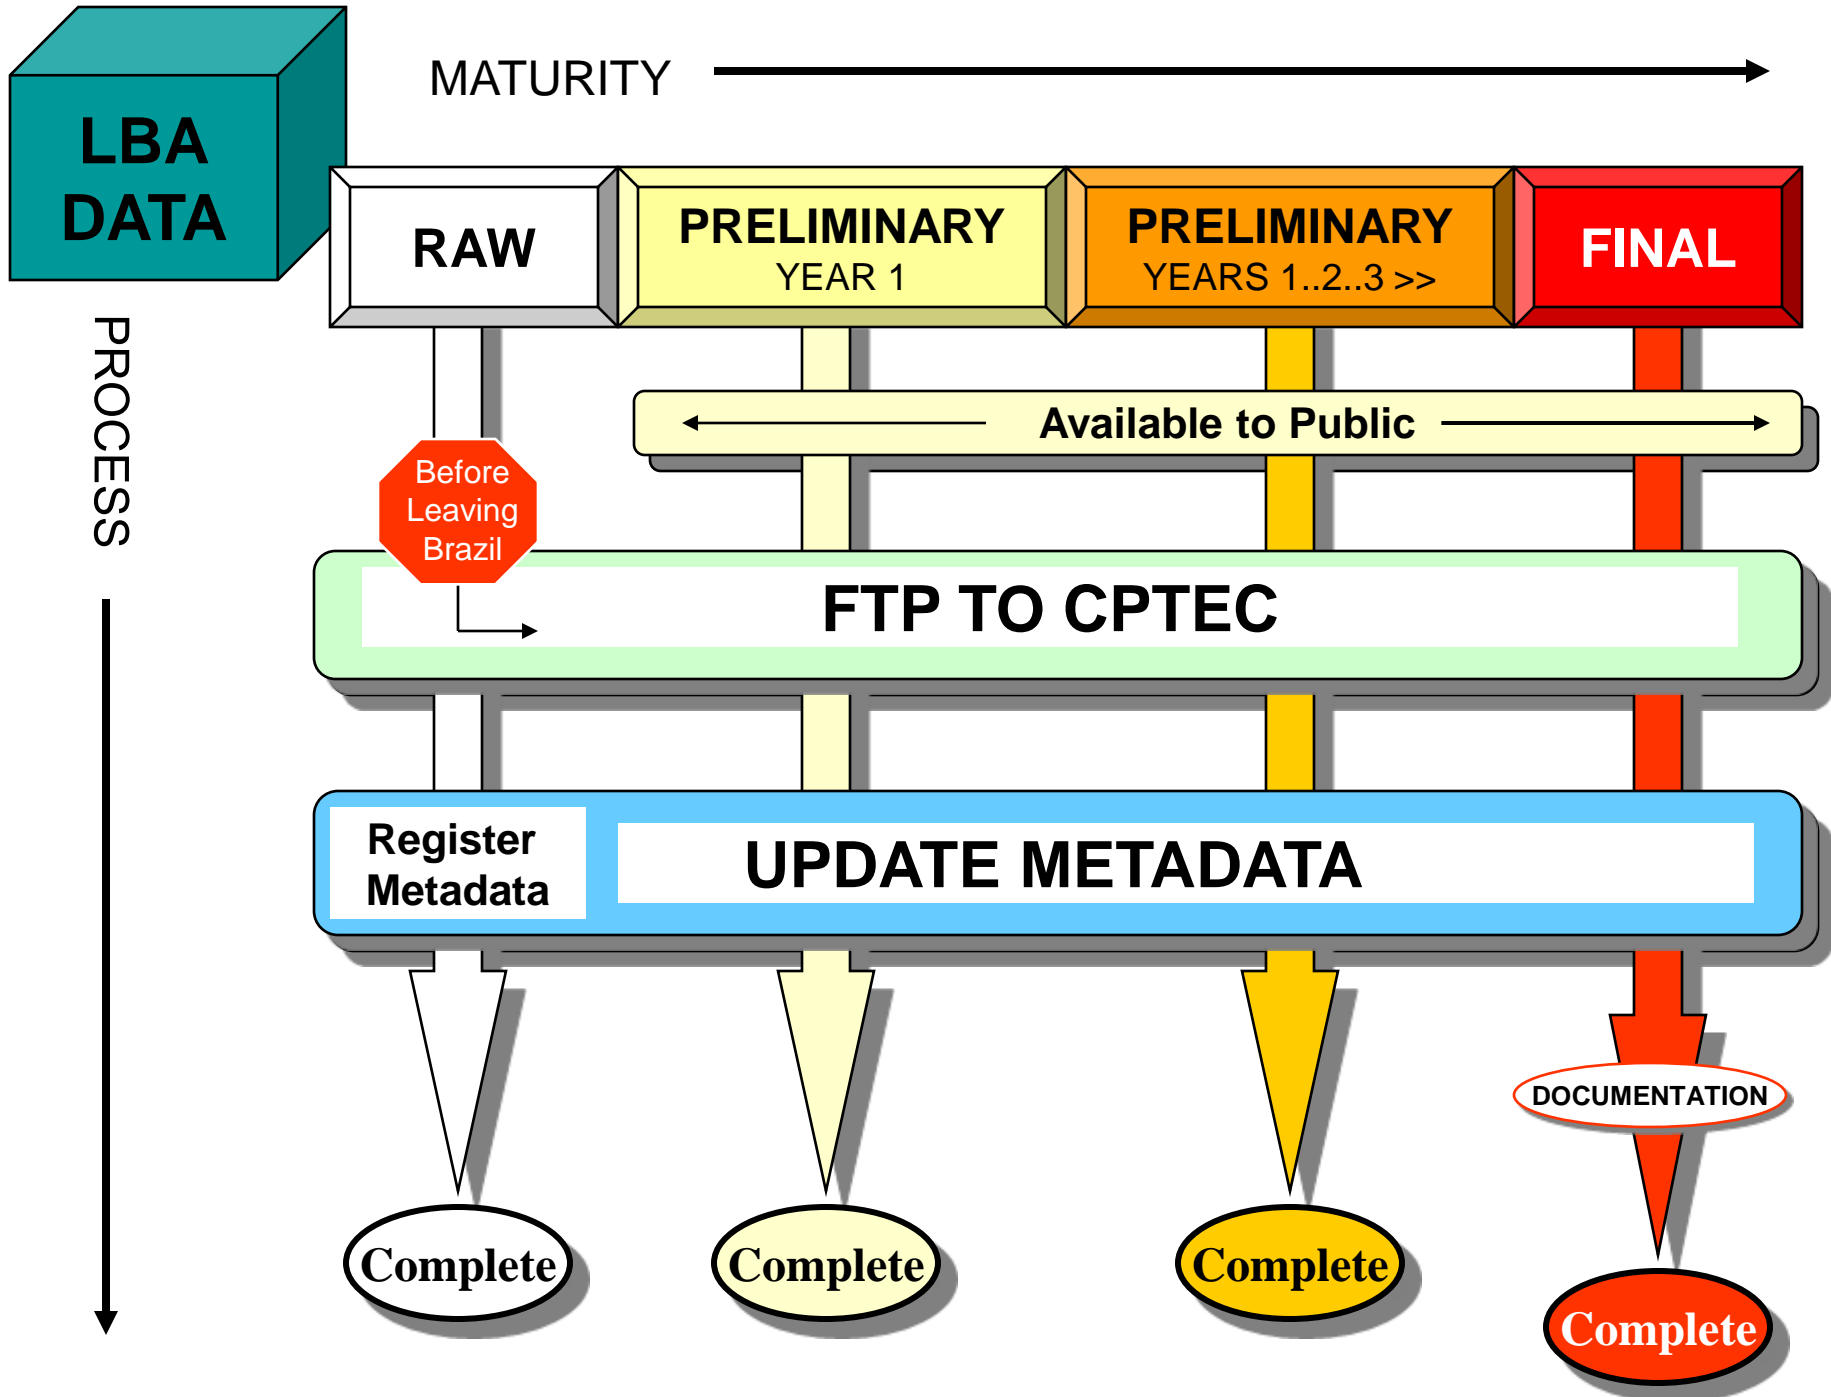 LBA
DATA
MATURITY
RAW
PRELIMINARY
YEAR 1
PRELIMINARY
YEARS 1..2..3 >>
FINAL
PROCESS
Available to Public
Before
Leaving
Brazil
FTP TO CPTEC
Register
Metadata
UPDATE METADATA
DOCUMENTATION
Complete
Complete
Complete
Complete